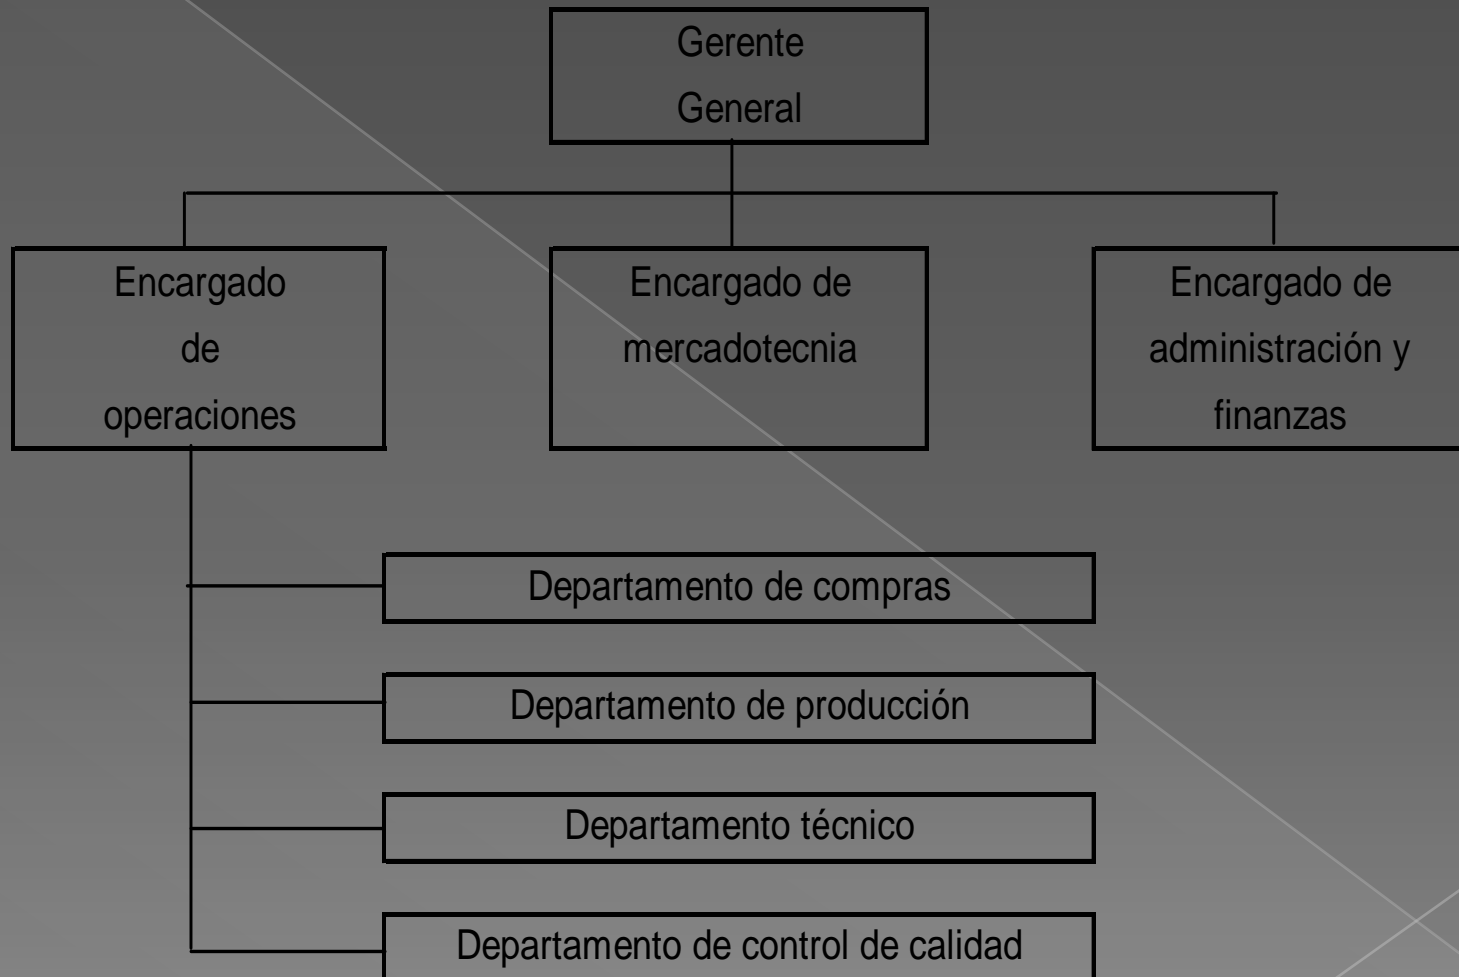 Gerente
General
Encargado
de
operaciones
Encargado de
mercadotecnia
Encargado de
administración y
finanzas
Departamento de compras
Departamento de producción
Departamento técnico
Departamento de control de calidad